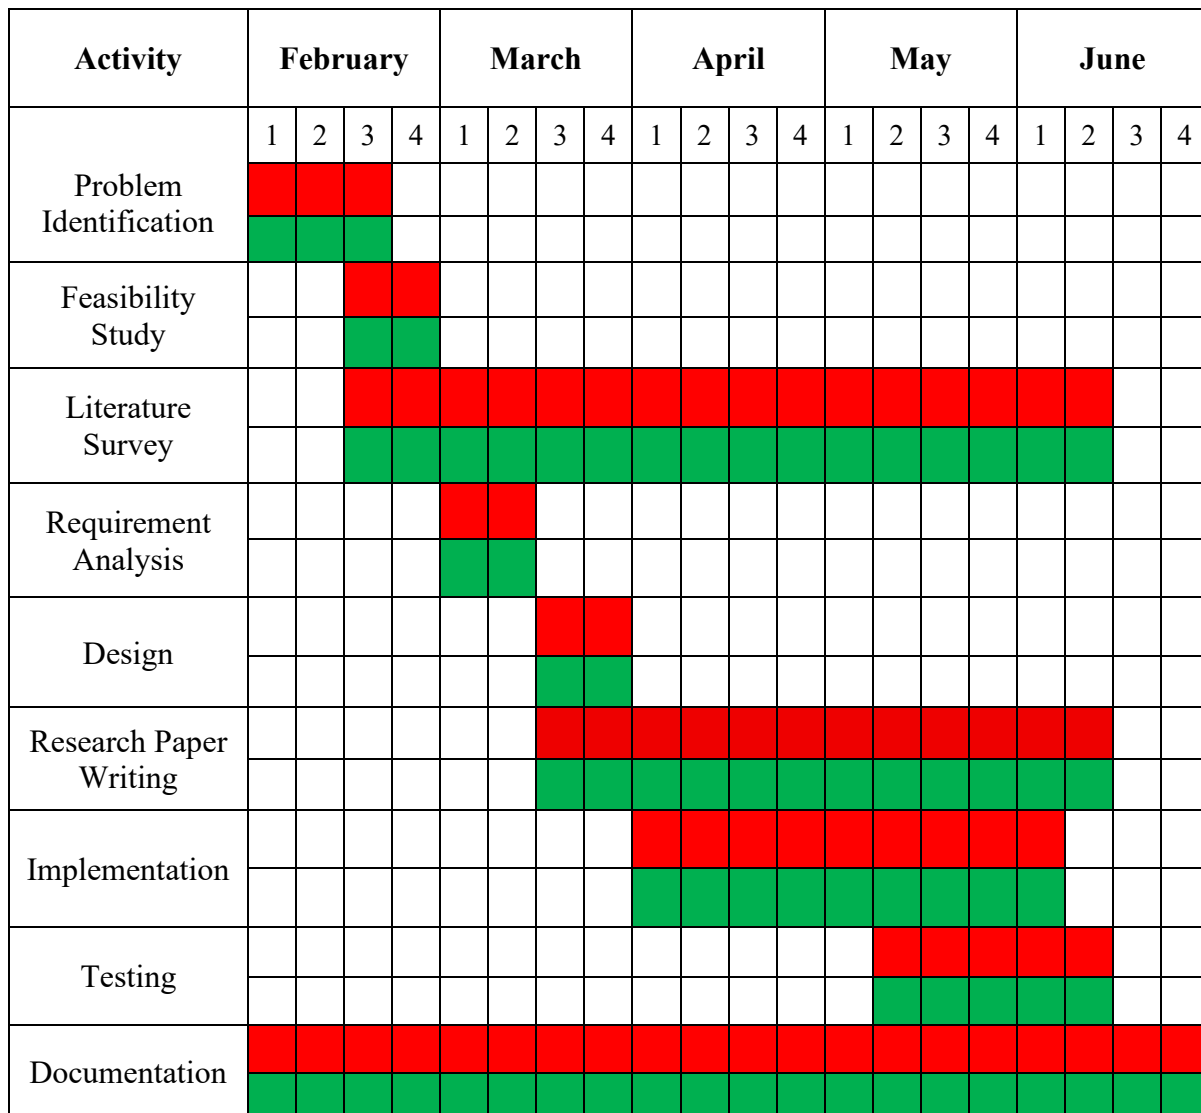 Activity February March April May June
1 2 3 4 1 2 3 4 1 2 3 4 1 2 3 4 1 2 3 4
Problem
Identification
Feasibility
Study
Literature
Survey
Requirement
Analysis
Design
Research Paper
Writing
Implementation
Testing
Documentation